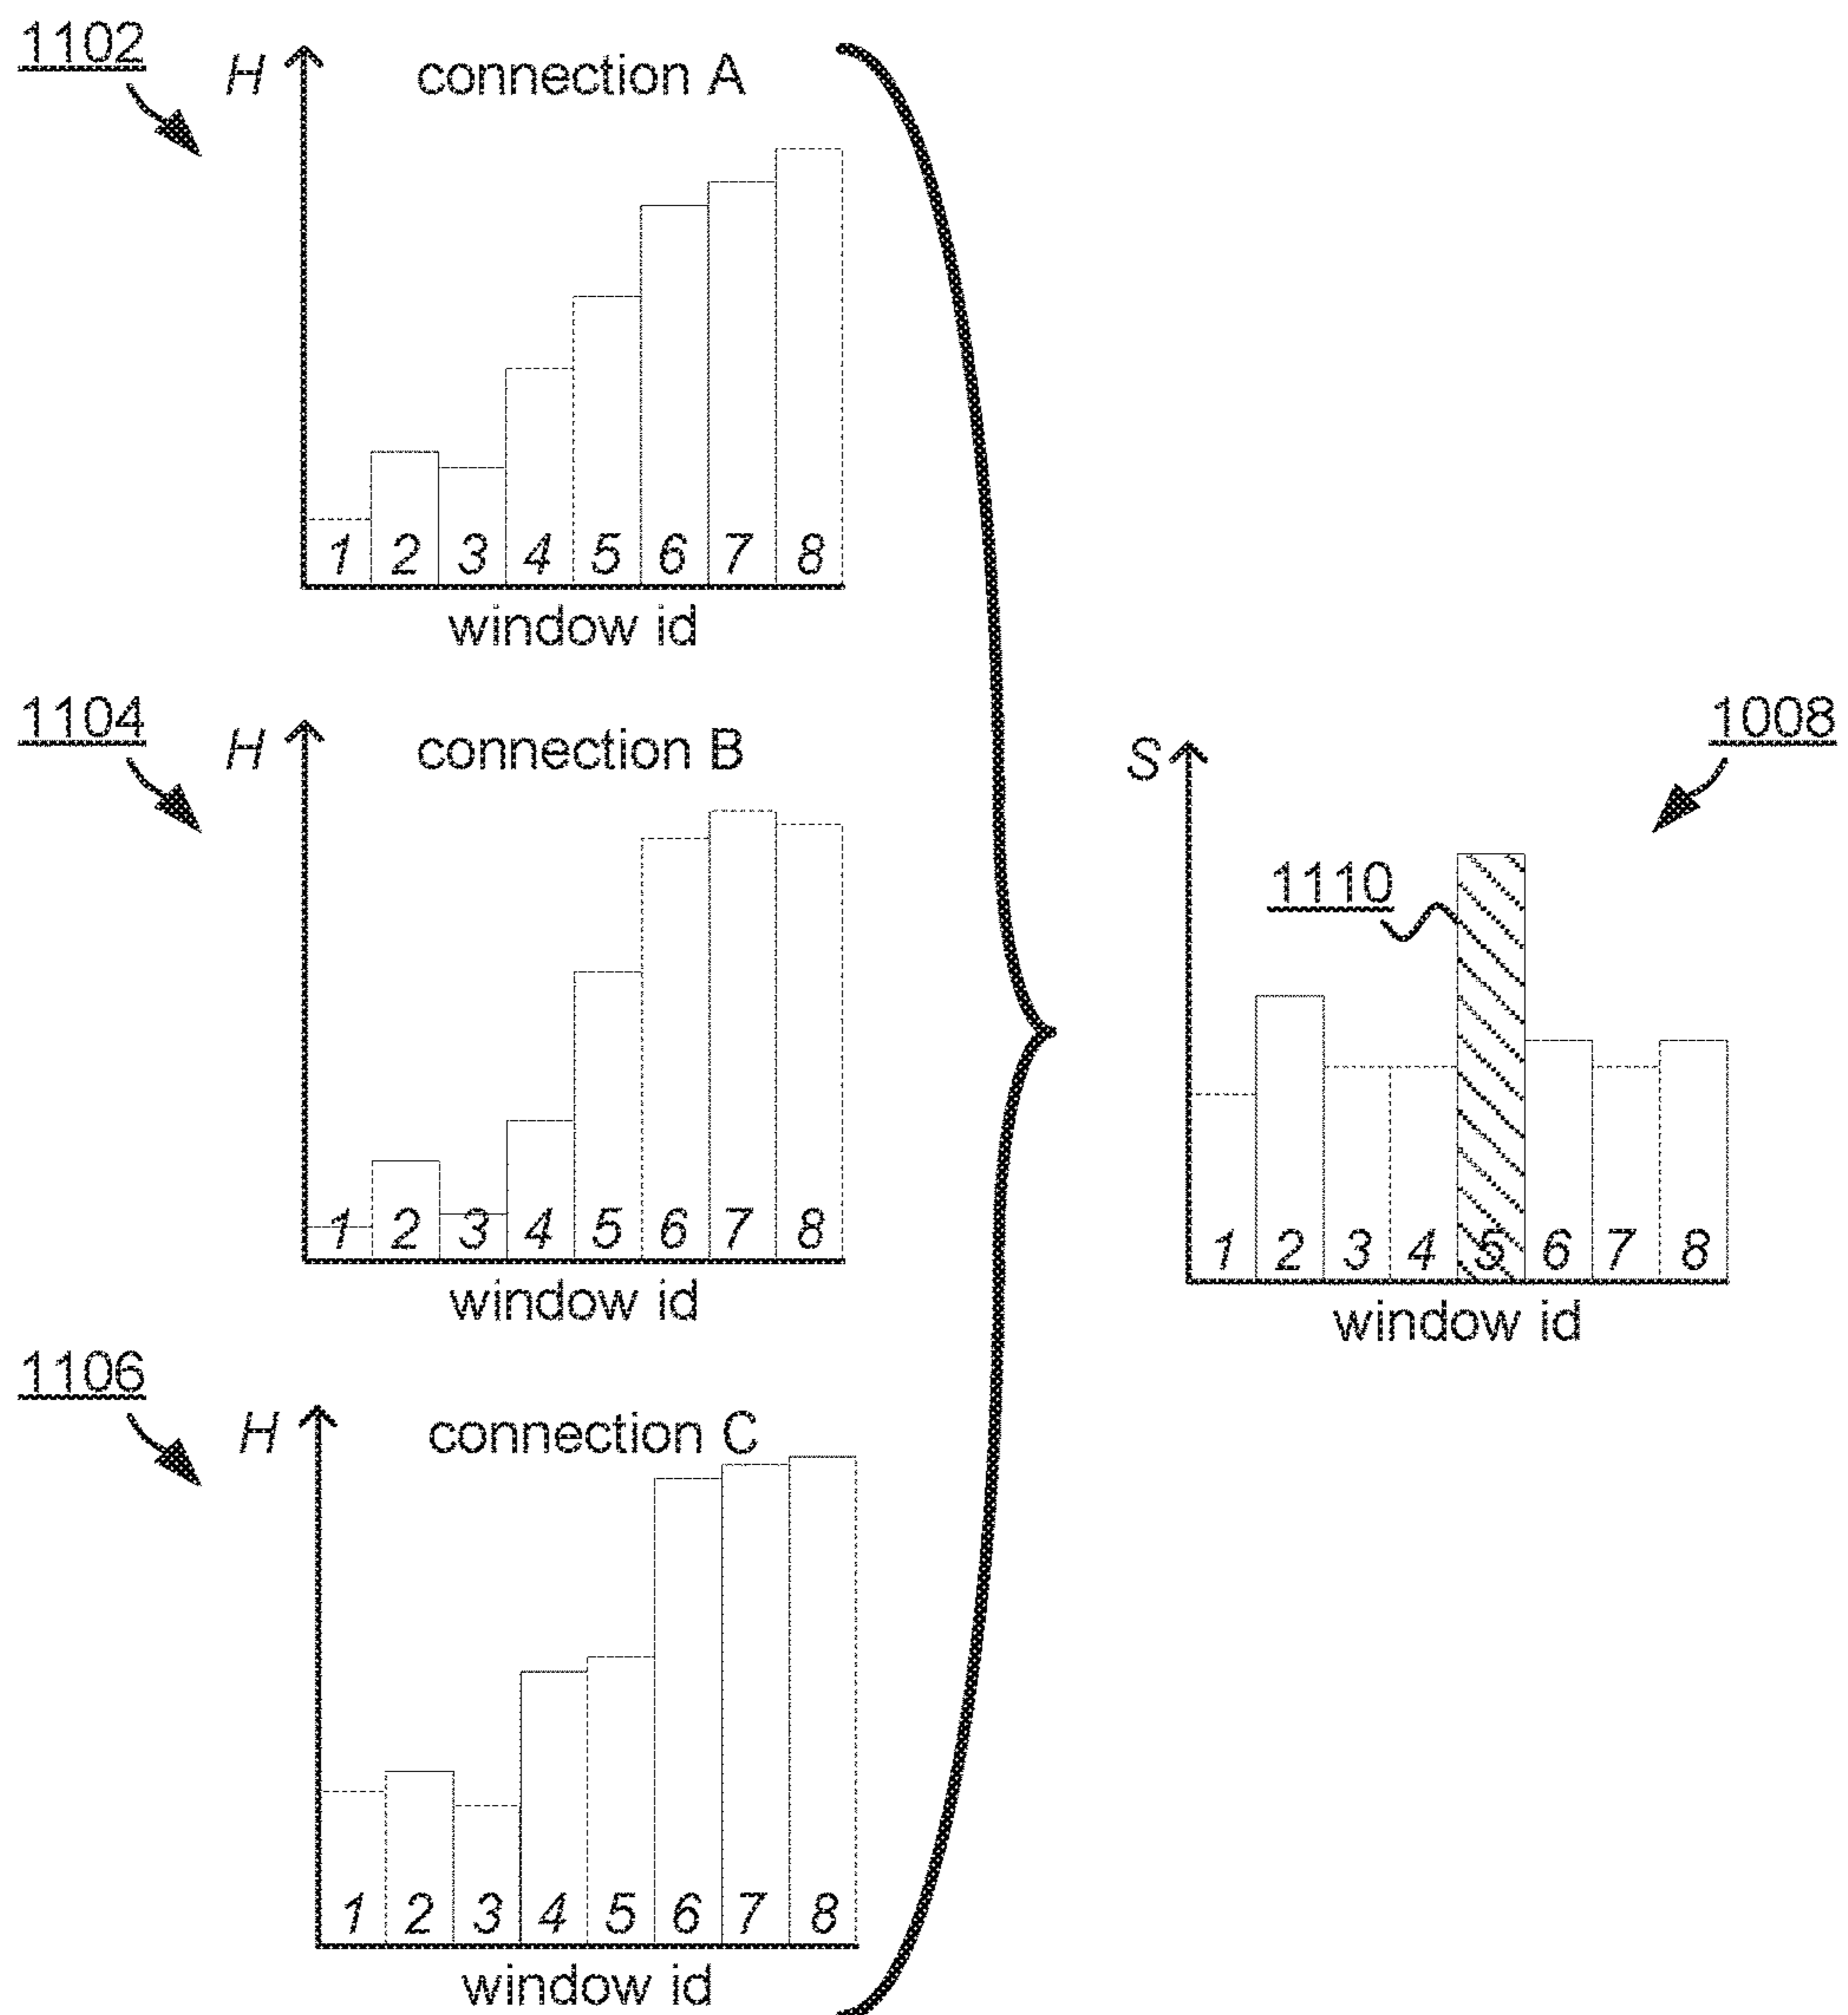 1102
H
connection A
1 2 3 4 5 6 7 8
window id
1104
H
connection B
1 2 3 4 5 6 7 8
window id
1106
H
connection C
1 2 3 4 5 6 7 8
window id
1008
S
1110
1 2 3 4 5 6 7 8
window id